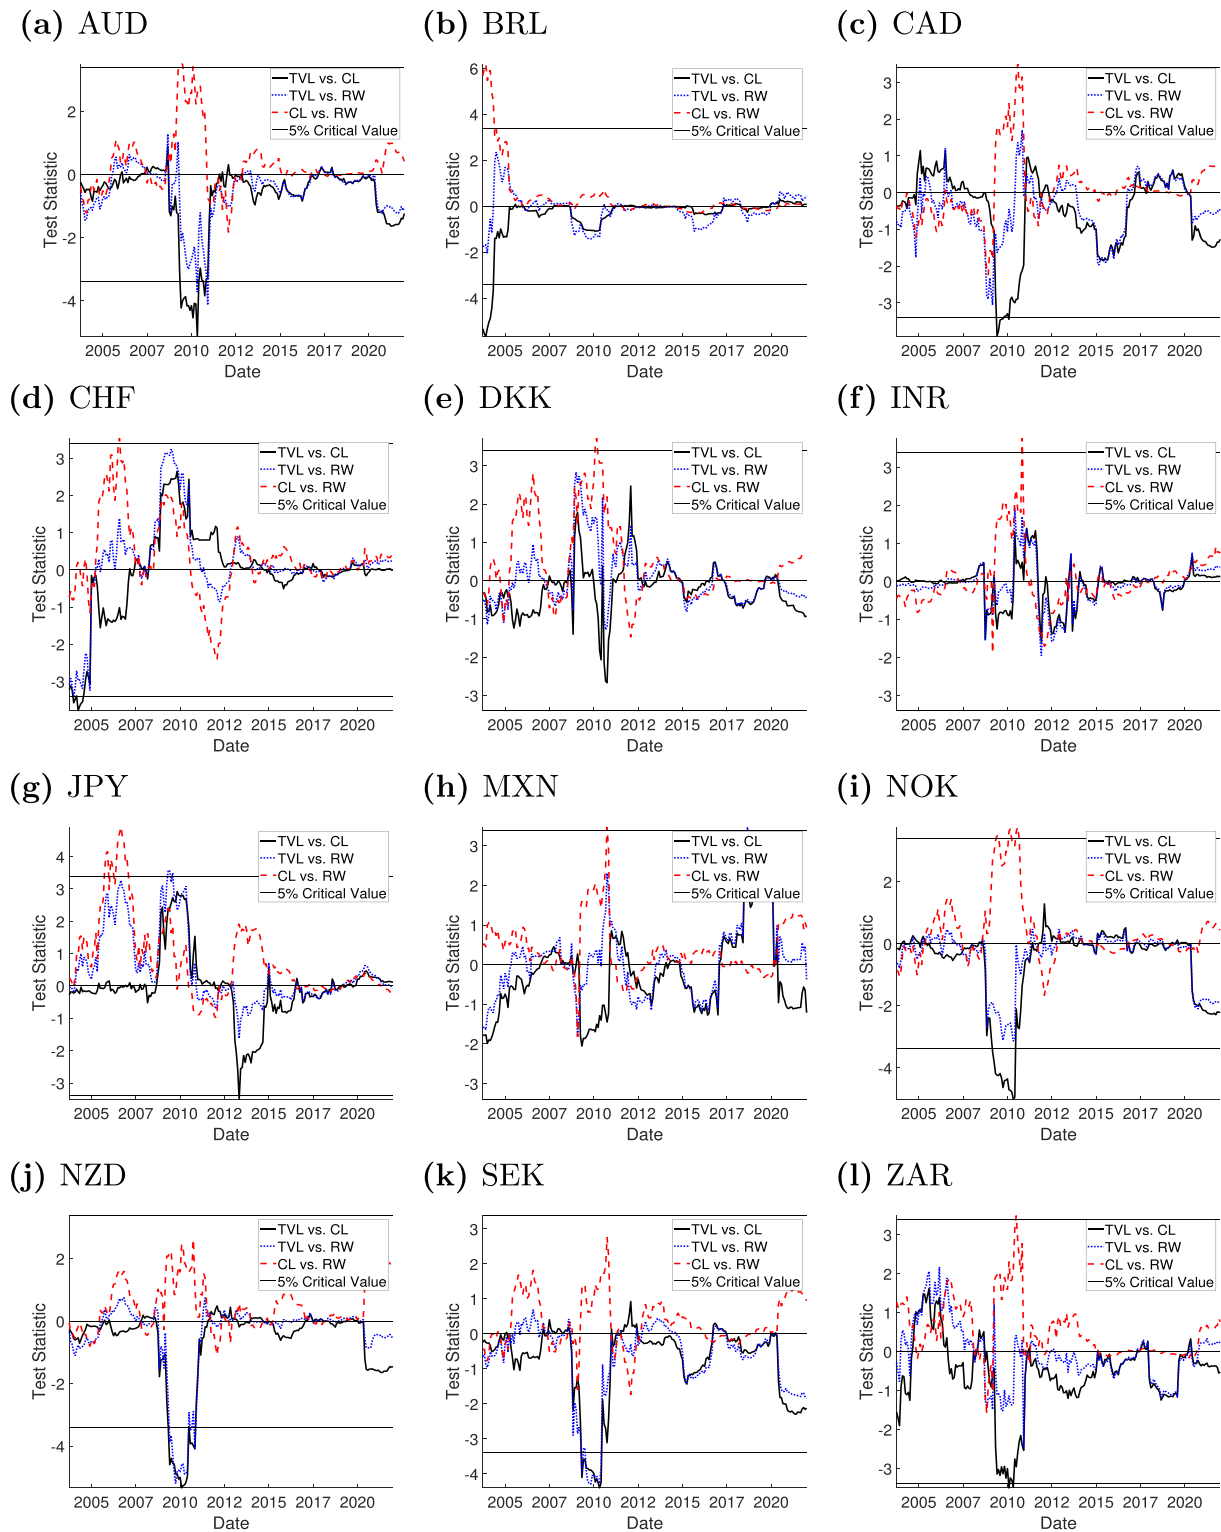 (a) AUD
Test Statistic
2
0
-2
-4
2005 2007 2010 2012 2015 2017 2020
Date
TVL vs. CL
TVL vs. RW
CL vs. RW
5% Critical Value
(b) BRL
Test Statistic
6
4
2
0
-2
-4
2005 2007 2010 2012 2015 2017 2020
Date
TVL vs. CL
TVL vs. RW
CL vs. RW
5% Critical Value
(c) CAD
Test Statistic
3
2
1
0
-1
-2
-3
2005 2007 2010 2012 2015 2017 2020
Date
TVL vs. CL
TVL vs. RW
CL vs. RW
5% Critical Value
(d) CHF
Test Statistic
3
2
1
0
-1
-2
-3
2005 2007 2010 2012 2015 2017 2020
Date
TVL vs. CL
TVL vs. RW
CL vs. RW
5% Critical Value
(e) DKK
Test Statistic
3
2
1
0
-1
-2
-3
2005 2007 2010 2012 2015 2017 2020
Date
TVL vs. CL
TVL vs. RW
CL vs. RW
5% Critical Value
(f) INR
Test Statistic
3
2
1
0
-1
-2
-3
2005 2007 2010 2012 2015 2017 2020
Date
TVL vs. CL
TVL vs. RW
CL vs. RW
5% Critical Value
(g) JPY
Test Statistic
4
3
2
1
0
-1
-2
-3
2005 2007 2010 2012 2015 2017 2020
Date
TVL vs. CL
TVL vs. RW
CL vs. RW
5% Critical Value
(h) MXN
Test Statistic
3
2
1
0
-1
-2
-3
2005 2007 2010 2012 2015 2017 2020
Date
TVL vs. CL
TVL vs. RW
CL vs. RW
5% Critical Value
(i) NOK
Test Statistic
2
0
-2
-4
2005 2007 2010 2012 2015 2017 2020
Date
TVL vs. CL
TVL vs. RW
CL vs. RW
5% Critical Value
(j) NZD
Test Statistic
2
0
-2
-4
2005 2007 2010 2012 2015 2017 2020
Date
TVL vs. CL
TVL vs. RW
CL vs. RW
5% Critical Value
(k) SEK
Test Statistic
3
2
1
0
-1
-2
-3
-4
2005 2007 2010 2012 2015 2017 2020
Date
TVL vs. CL
TVL vs. RW
CL vs. RW
5% Critical Value
(l) ZAR
Test Statistic
3
2
1
0
-1
-2
-3
2005 2007 2010 2012 2015 2017 2020
Date
TVL vs. CL
TVL vs. RW
CL vs. RW
5% Critical Value